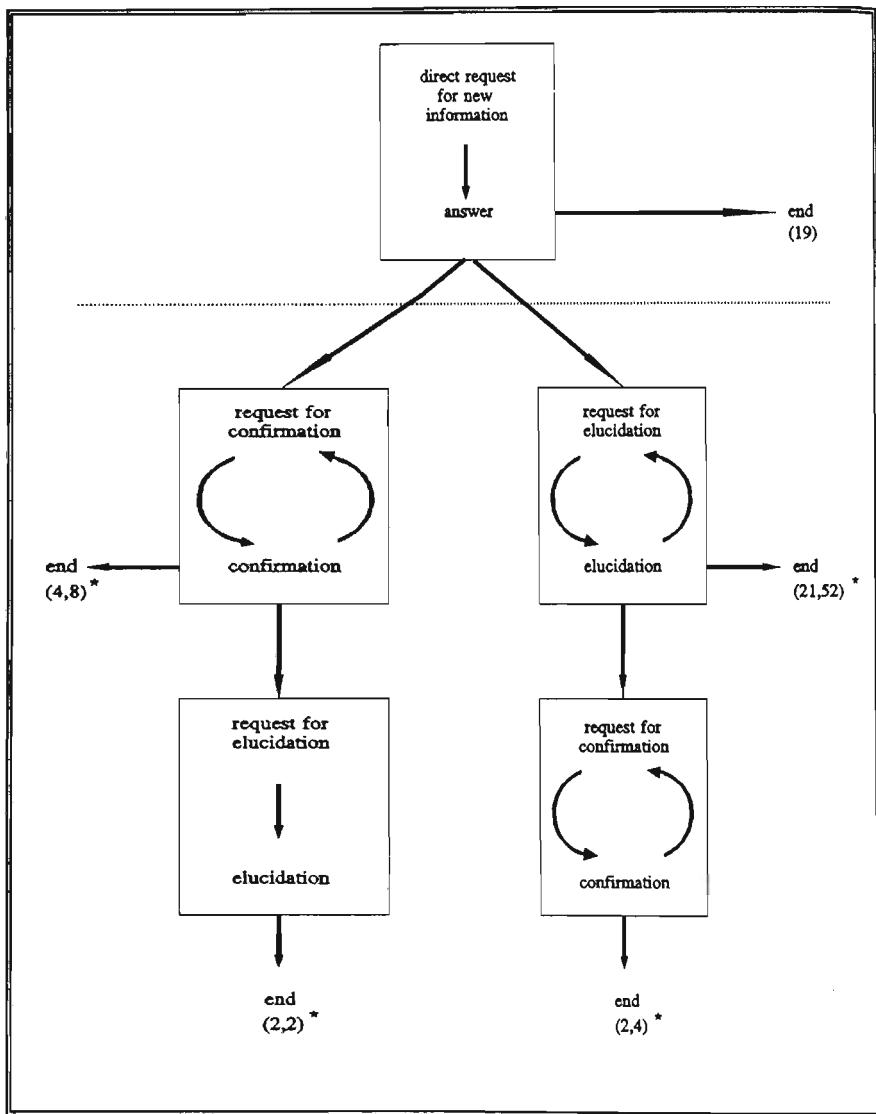 direct request
for new
information
answer
end
(19)
request for
confirmation
confirmation
end
(4,8) *
request for
elucidation
elucidation
end
(21,52) *
request for
elucidation
elucidation
end
(2,2) *
request for
confirmation
confirmation
end
(2,4) *